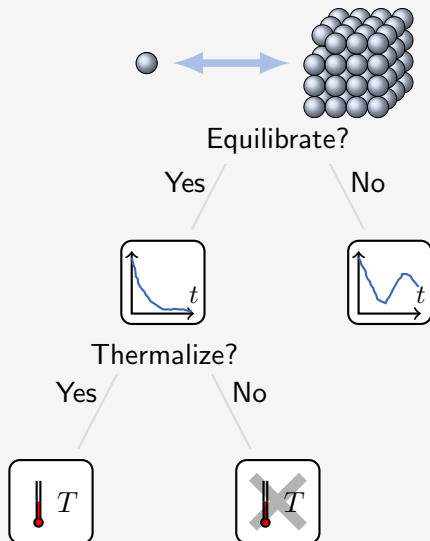 Equilibrate?
Yes No
t t
Thermalize?
Yes No
T T